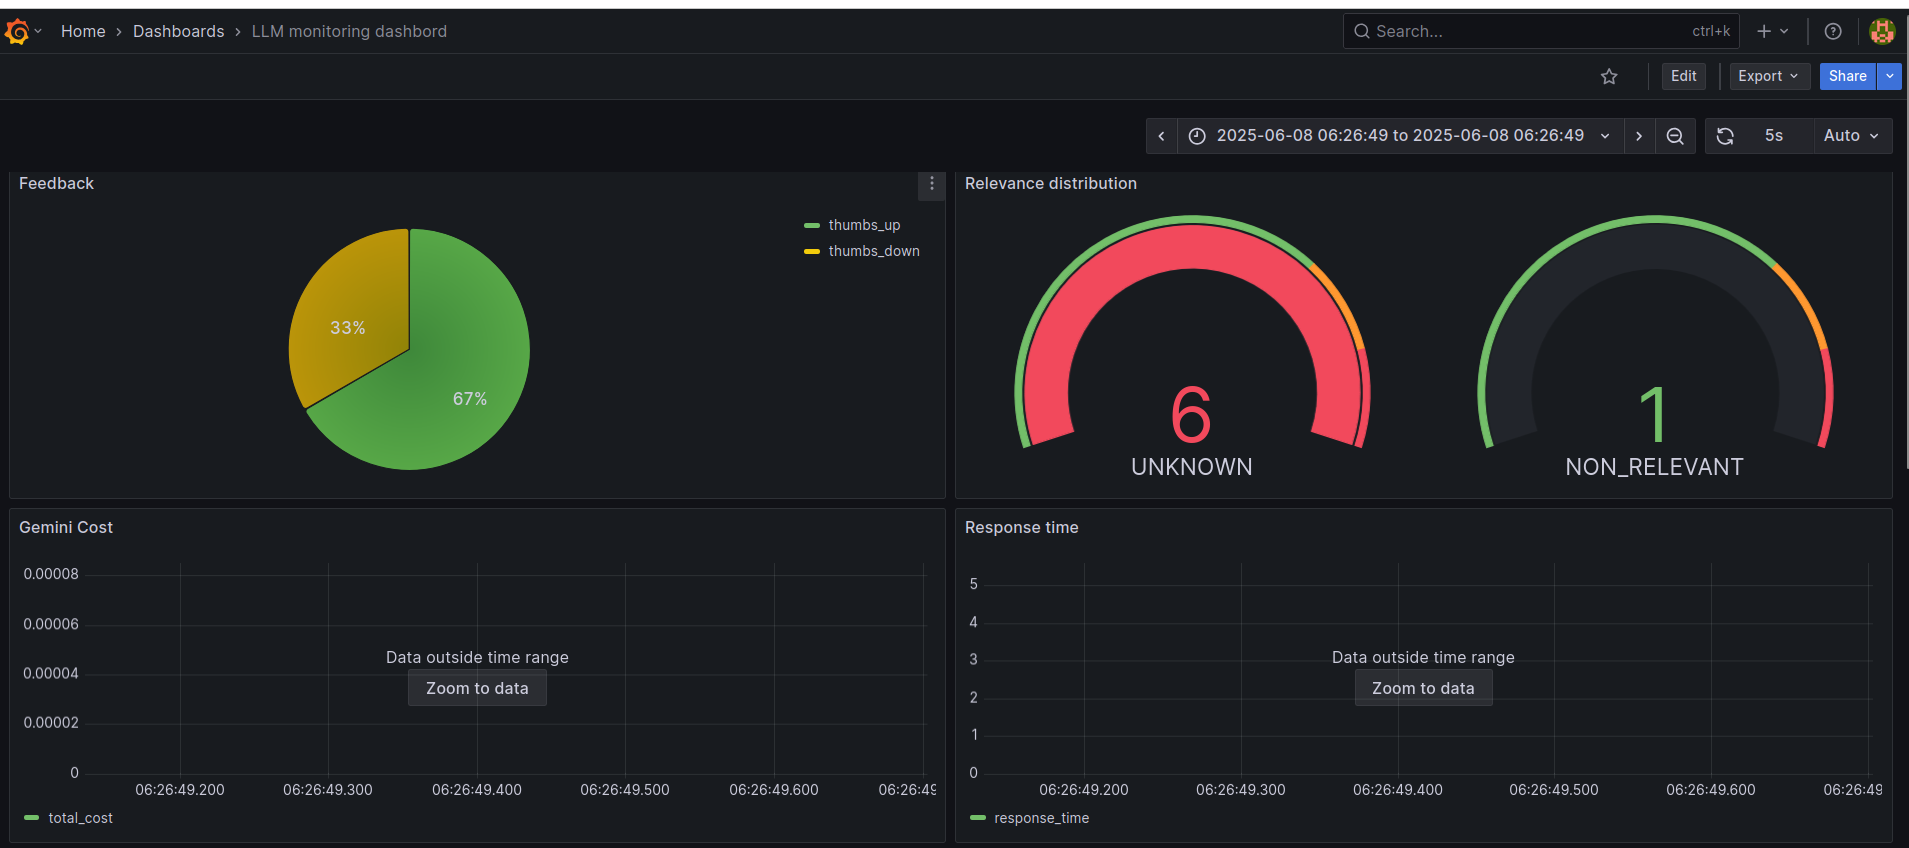 Home › Dashboards › LLM monitoring dashbord
Search... ctrl+k
Edit Export Share
2025-06-08 06:26:49 to 2025-06-08 06:26:49 5s Auto
Feedback
thumbs_up
thumbs_down
33%
67%
Relevance distribution
6
UNKNOWN
1
NON_RELEVANT
Gemini Cost
0.00008
0.00006
0.00004
0.00002
0
Data outside time range
Zoom to data
06:26:49.200 06:26:49.300 06:26:49.400 06:26:49.500 06:26:49.600 06:26:49
total_cost
Response time
5
4
3
2
1
0
Data outside time range
Zoom to data
06:26:49.200 06:26:49.300 06:26:49.400 06:26:49.500 06:26:49.600 06:26:49
response_time